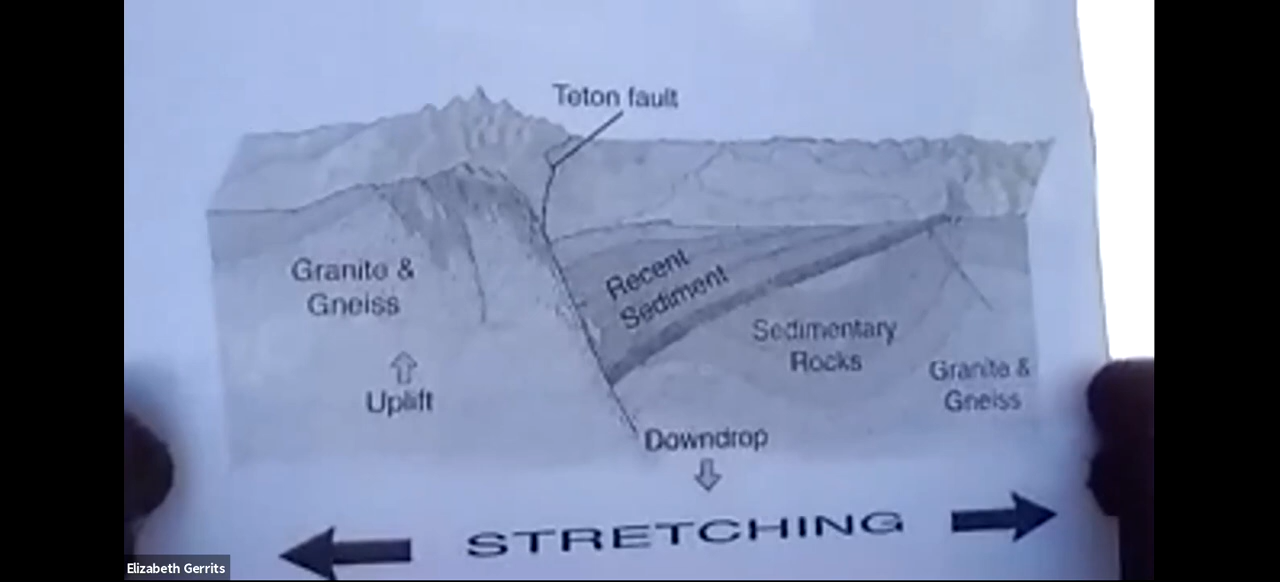 Teton fault
Granite &
Gneiss
Uplift
Recent
Sediment
Sedimentary
Rocks
Granite &
Gneiss
Downdrop
STRETCHING
Elizabeth Gerrits